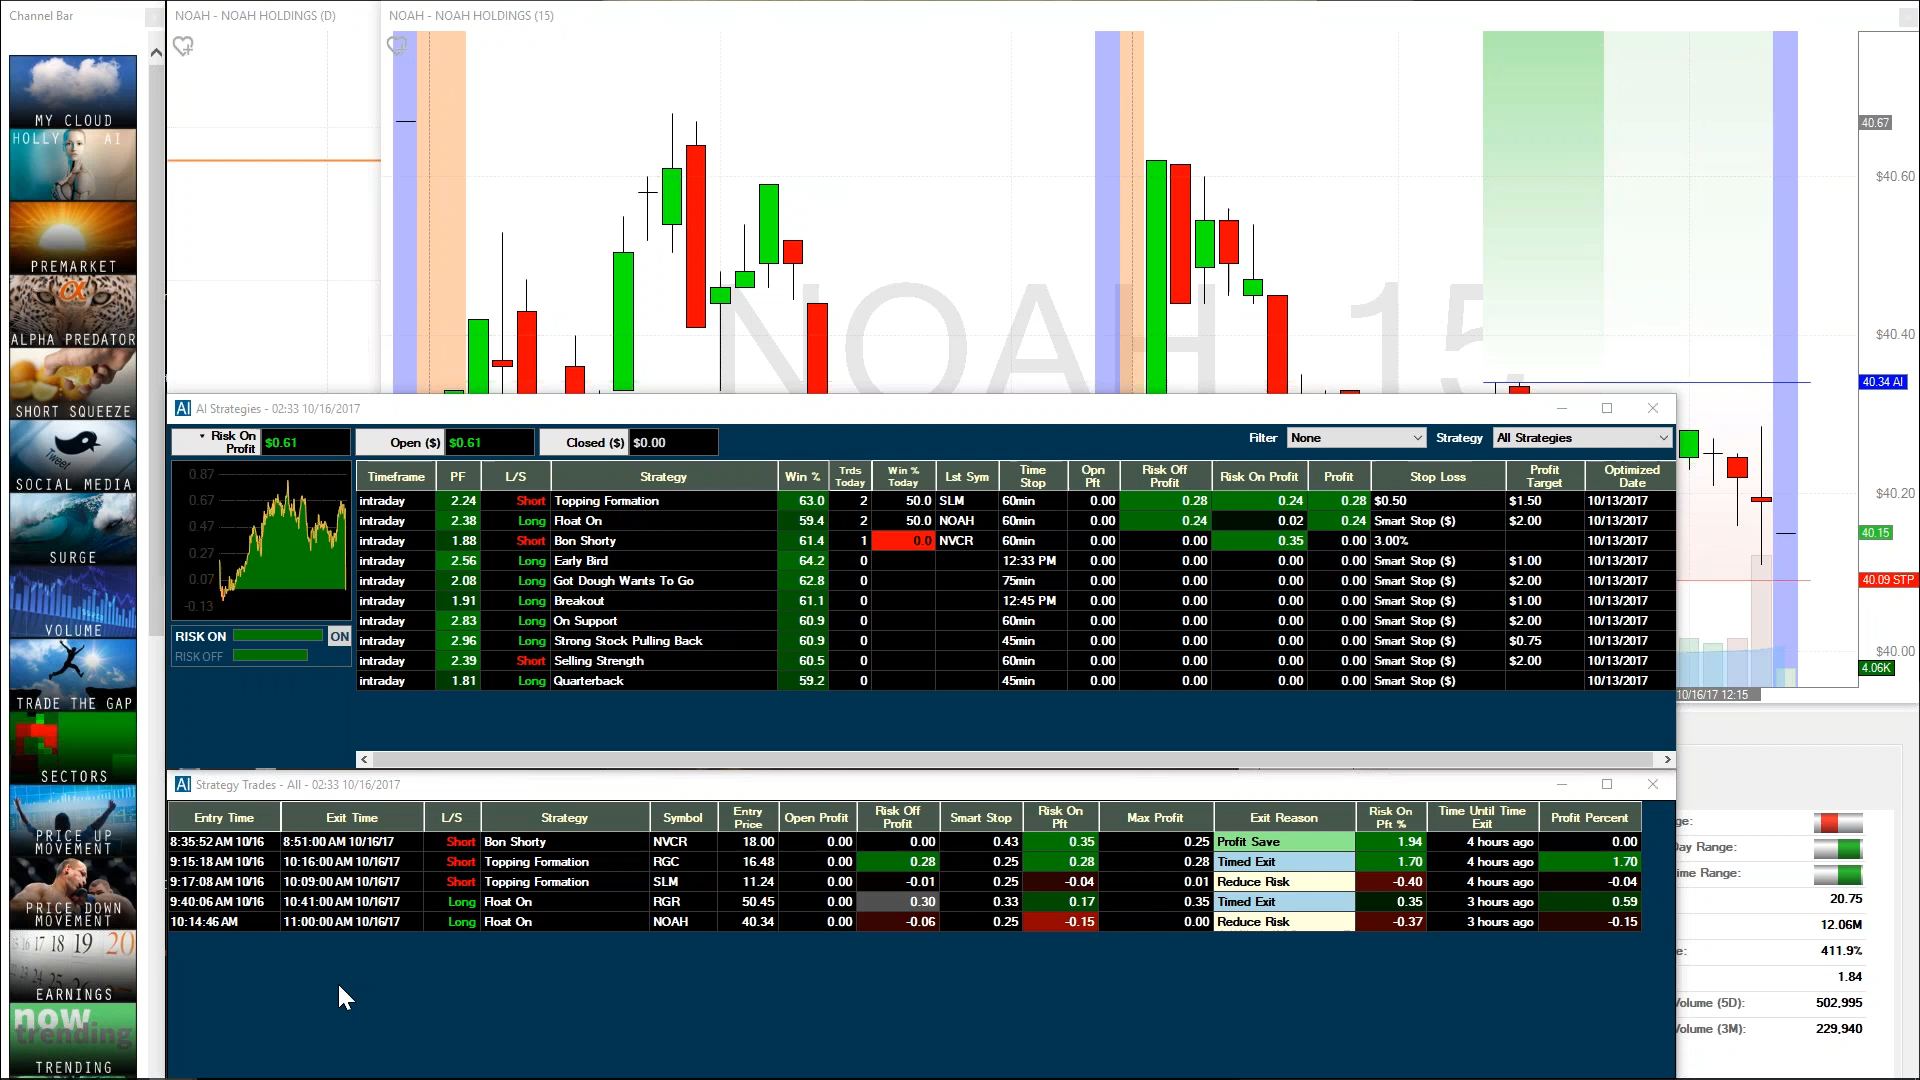 Channel Bar
MY CLOUD
HOLLY AI
PREMARKET
α
ALPHA PREDATOR
SHORT SQUEEZE
Tweet
SOCIAL MEDIA
SURGE
VOLUME
TRADE THE GAP
SECTORS
PRICE UP
MOVEMENT
PRICE DOWN
MOVEMENT
16 17 18 19 20
EARNINGS
now
trending
TRENDING
NOAH - NOAH HOLDINGS (D)
NOAH - NOAH HOLDINGS (15)
NOAH 15
40.67
$40.60
$40.40
40.34 AI
$40.20
40.15
40.09 STP
$40.00
4.06K
10/16/17 12:15
AI AI Strategies - 02:33 10/16/2017
Risk On Profit $0.61 Open ($) $0.61 Closed ($) $0.00 Filter None Strategy All Strategies
0.87
0.67
0.47
0.27
0.07
-0.13
RISK ON ON
RISK OFF
Timeframe PF L/S Strategy Win % Trds Today Win % Today Lst Sym Time Stop Opn Pft Risk Off Profit Risk On Profit Profit Stop Loss Profit Target Optimized Date
intraday 2.24 Short Topping Formation 63.0 2 50.0 SLM 60min 0.00 0.28 0.24 0.28 $0.50 $1.50 10/13/2017
intraday 2.38 Long Float On 59.4 2 50.0 NOAH 60min 0.00 0.24 0.02 0.24 Smart Stop ($) $2.00 10/13/2017
intraday 1.88 Short Bon Shorty 61.4 1 0.0 NVCR 60min 0.00 0.00 0.35 0.00 3.00% 10/13/2017
intraday 2.56 Long Early Bird 64.2 0 12:33 PM 0.00 0.00 0.00 0.00 Smart Stop ($) $1.00 10/13/2017
intraday 2.08 Long Got Dough Wants To Go 62.8 0 75min 0.00 0.00 0.00 0.00 Smart Stop ($) $2.00 10/13/2017
intraday 1.91 Long Breakout 61.1 0 12:45 PM 0.00 0.00 0.00 0.00 Smart Stop ($) $1.00 10/13/2017
intraday 2.83 Long On Support 60.9 0 60min 0.00 0.00 0.00 0.00 Smart Stop ($) $2.00 10/13/2017
intraday 2.96 Long Strong Stock Pulling Back 60.9 0 45min 0.00 0.00 0.00 0.00 Smart Stop ($) $0.75 10/13/2017
intraday 2.39 Short Selling Strength 60.5 0 60min 0.00 0.00 0.00 0.00 Smart Stop ($) $2.00 10/13/2017
intraday 1.81 Long Quarterback 59.2 0 45min 0.00 0.00 0.00 0.00 Smart Stop ($) 10/13/2017
AI Strategy Trades - All - 02:33 10/16/2017
Entry Time Exit Time L/S Strategy Symbol Entry Price Open Profit Risk Off Profit Smart Stop Risk On Pft Max Profit Exit Reason Risk On Pft % Time Until Time Exit Profit Percent
8:35:52 AM 10/16 8:51:00 AM 10/16/17 Short Bon Shorty NVCR 18.00 0.00 0.00 0.43 0.35 0.25 Profit Save 1.94 4 hours ago 0.00
9:15:18 AM 10/16 10:16:00 AM 10/16/17 Short Topping Formation RGC 16.48 0.00 0.28 0.25 0.28 0.28 Timed Exit 1.70 4 hours ago 1.70
9:17:08 AM 10/16 10:09:00 AM 10/16/17 Short Topping Formation SLM 11.24 0.00 -0.01 0.25 -0.04 0.01 Reduce Risk -0.40 4 hours ago -0.04
9:40:06 AM 10/16 10:41:00 AM 10/16/17 Long Float On RGR 50.45 0.00 0.30 0.33 0.17 0.35 Timed Exit 0.35 3 hours ago 0.59
10:14:46 AM 11:00:00 AM 10/16/17 Long Float On NOAH 40.34 0.00 -0.06 0.25 -0.15 0.00 Reduce Risk -0.37 3 hours ago -0.15
ge:
Day Range:
ime Range:
20.75
12.06M
e: 411.9%
1.84
Volume (5D): 502,995
Volume (3M): 229,940